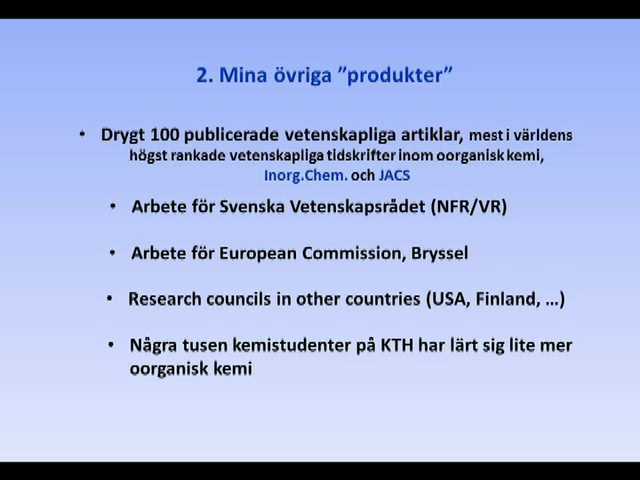 2. Mina övriga ”produkter”
• Drygt 100 publicerade vetenskapliga artiklar, mest i världens
högst rankade vetenskapliga tidskrifter inom oorganisk kemi,
Inorg.Chem. och JACS
• Arbete för Svenska Vetenskapsrådet (NFR/VR)
• Arbete för European Commission, Bryssel
• Research councils in other countries (USA, Finland, ...)
• Några tusen kemistudenter på KTH har lärt sig lite mer
oorganisk kemi